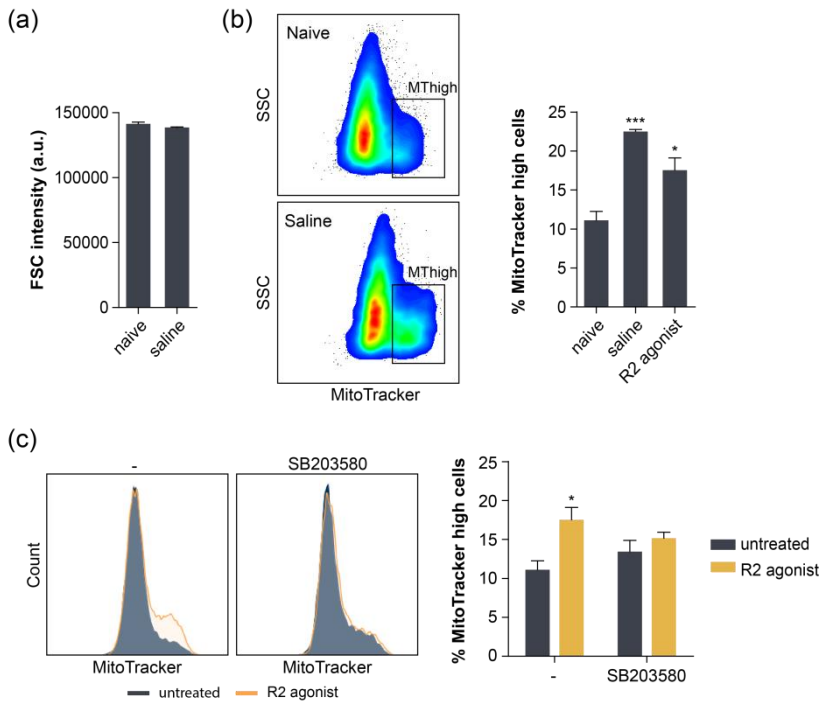 (a)
FSC intensity (a.u.)
150000
100000
50000
0
naive
saline
(b)
Naive
SSC
MThigh
Saline
SSC
MThigh
MitoTracker
% MitoTracker high cells
25
20
15
10
5
0
***
*
naive
saline
R2 agonist
(c)
-
SB203580
Count
MitoTracker
MitoTracker
untreated
R2 agonist
% MitoTracker high cells
25
20
15
10
5
0
*
-
SB203580
untreated
R2 agonist